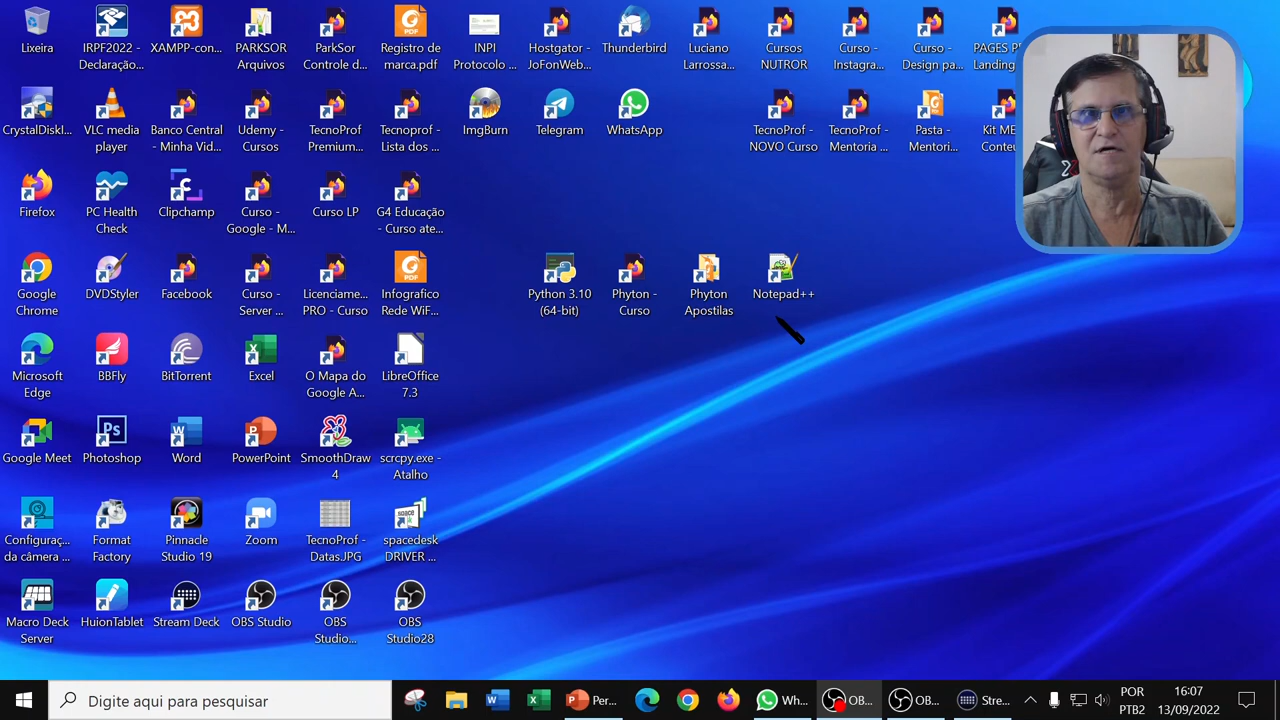 Lixeira
IRPF2022 -
Declaração...
XAMPP-con...
PARKSOR
Arquivos
ParkSor
Controle d...
Registro de
marca.pdf
INPI
Protocolo ...
Hostgator -
JoFonWeb...
Thunderbird
Luciano
Larrossa...
Cursos
NUTROR
Curso -
Instagra...
Curso -
Design pa...
PAGES
Landing
CrystalDiskI...
VLC media
player
Banco Central
- Minha Vid...
Udemy -
Cursos
TecnoProf
Premium...
Tecnoprof -
Lista dos ...
ImgBurn
Telegram
WhatsApp
TecnoProf -
NOVO Curso
TecnoProf -
Mentoria ...
Pasta -
Mentori...
Kit
Conteu
Firefox
PC Health
Check
Clipchamp
Curso -
Google - M...
Curso LP
G4 Educação
- Curso ate...
Google
Chrome
DVDStyler
Facebook
Curso -
Server ...
Licenciame...
PRO - Curso
PDF
Infografico
Rede WiF...
Python 3.10
(64-bit)
Phyton -
Curso
Phyton
Apostilas
Notepad++
Microsoft
Edge
BBFly
BitTorrent
Excel
O Mapa do
Google A...
LibreOffice
7.3
Google Meet
Photoshop
Word
PowerPoint
SmoothDraw
4
scrcpy.exe -
Atalho
Configuraç...
da câmera ...
Format
Factory
Pinnacle
Studio 19
Zoom
TecnoProf -
Datas.JPG
spacedesk
DRIVER ...
Macro Deck
Server
HuionTablet
Stream Deck
OBS Studio
OBS
Studio...
OBS
Studio28
Digite aqui para pesquisar
Per...
Wh...
OB...
OB...
Stre...
POR
PTB2
16:07
13/09/2022